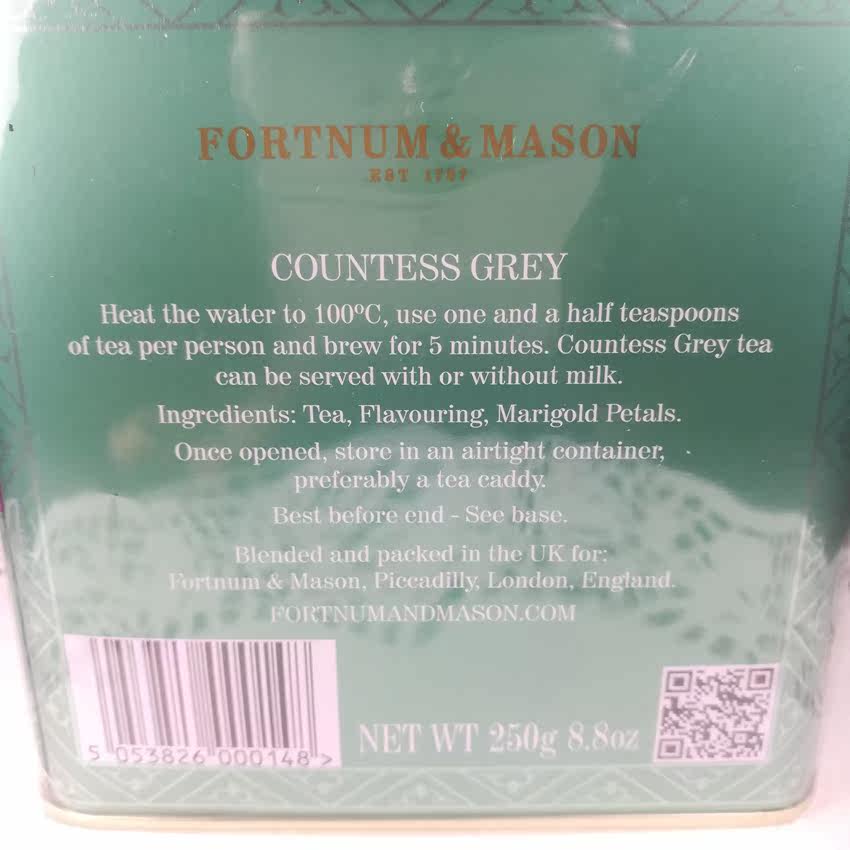 FORTNUM & MASON
EST 1707
COUNTESS GREY
Heat the water to 100ºC, use one and a half teaspoons
of tea per person and brew for 5 minutes. Countess Grey tea
can be served with or without milk.
Ingredients: Tea, Flavouring, Marigold Petals.
Once opened, store in an airtight container,
preferably a tea caddy.
Best before end - See base.
Blended and packed in the UK for:
Fortnum & Mason, Piccadilly, London, England.
FORTNUMANDMASON.COM
NET WT 250g 8.8oz
5 053826 000148 >